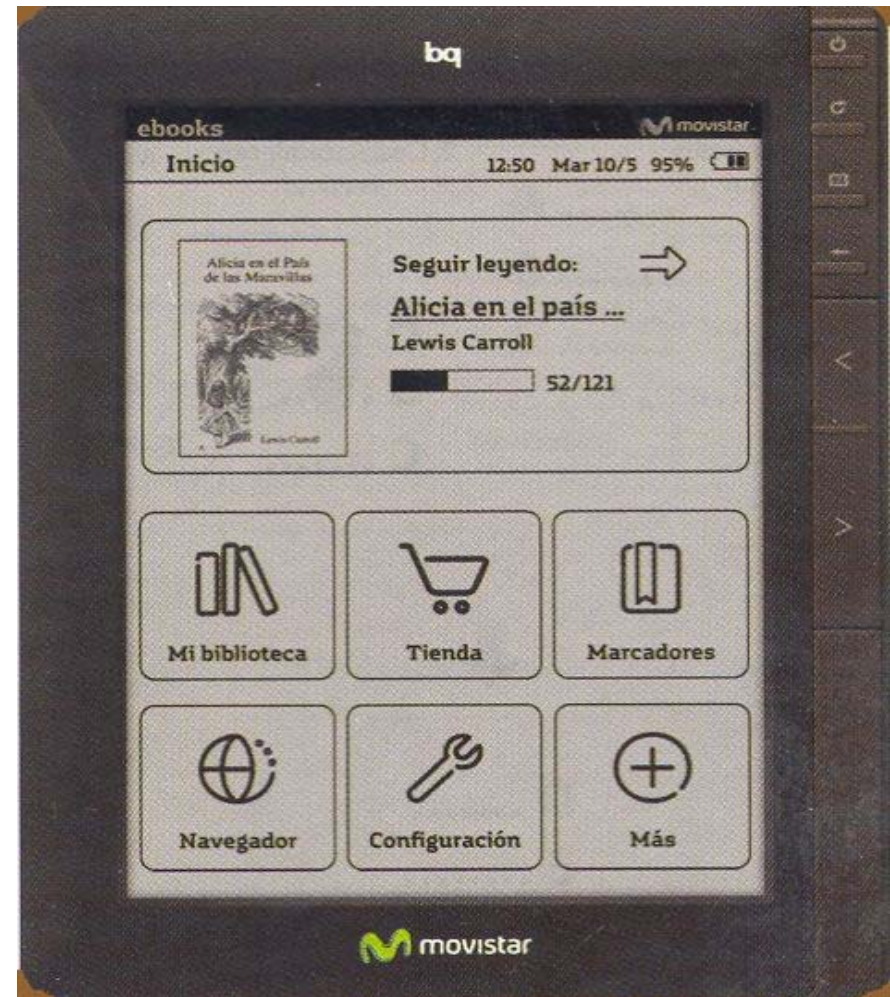 bq
ebooks movistar
Inicio 12:50 Mar 10/5 95%
Alicia en el País
de las Maravillas
Lewis Carroll
Seguir leyendo:
Alicia en el país ...
Lewis Carroll
52/121
Mi biblioteca Tienda Marcadores
Navegador Configuración Más
movistar